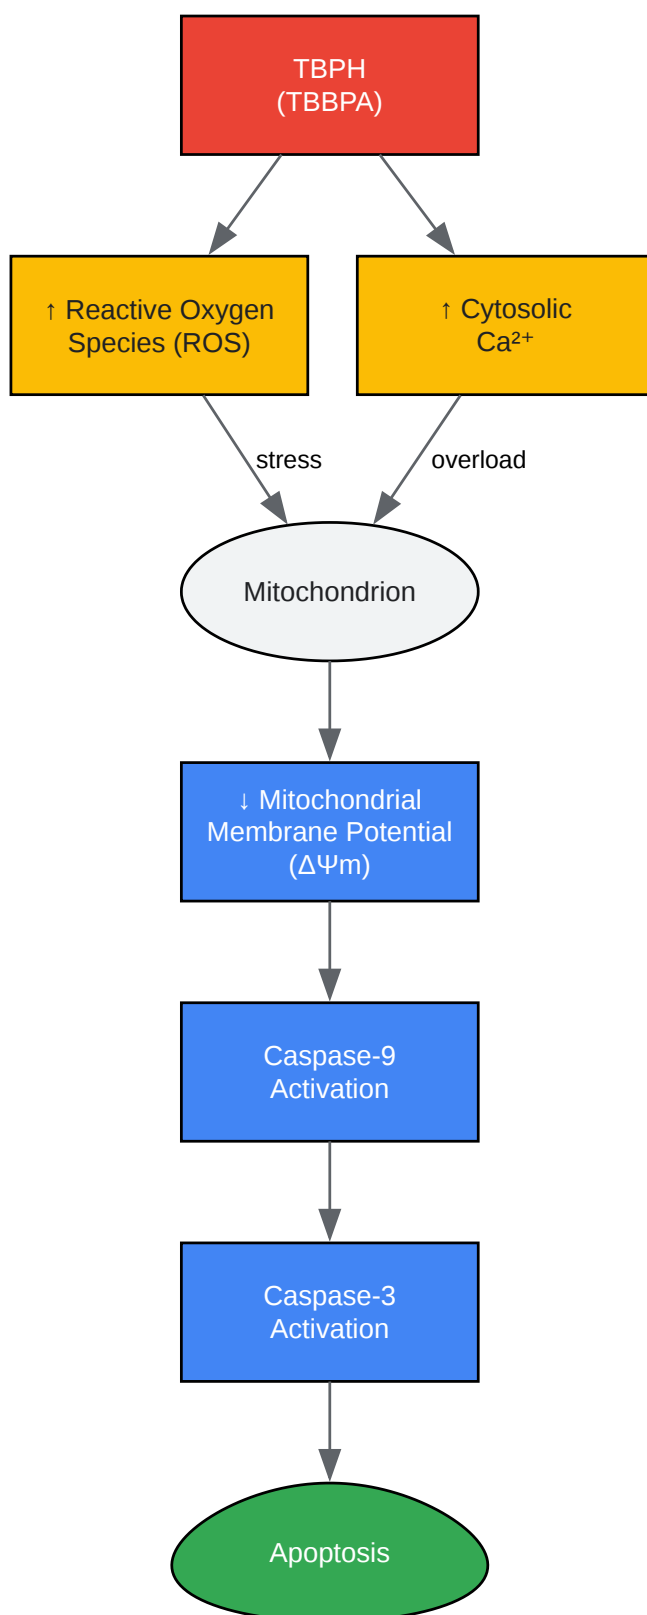 TBPH
(TBBPA)
↑ Reactive Oxygen
Species (ROS)
↑ Cytosolic
Ca²⁺
stress
overload
Mitochondrion
↓ Mitochondrial
Membrane Potential
(ΔΨm)
Caspase-9
Activation
Caspase-3
Activation
Apoptosis